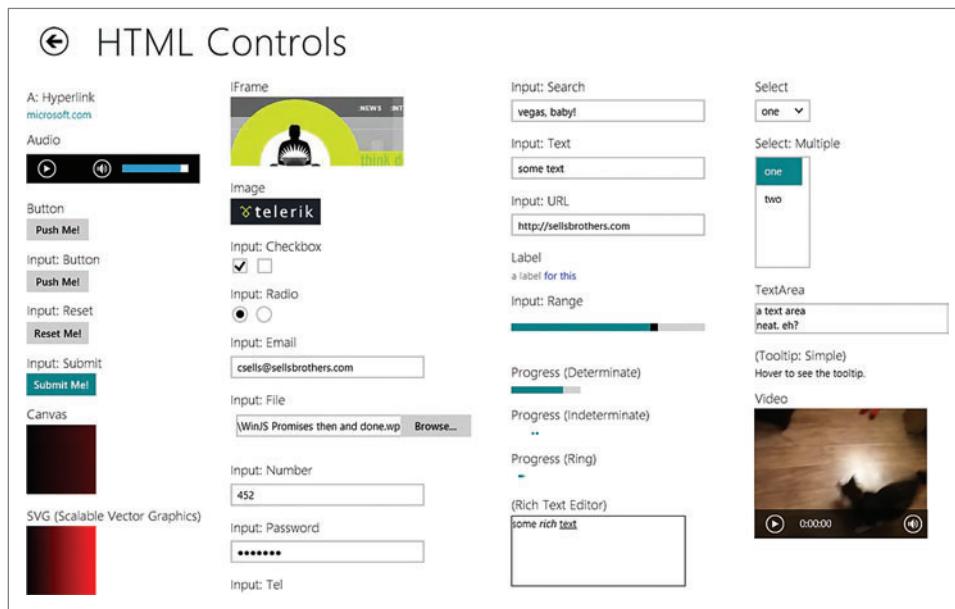 HTML Controls
A: Hyperlink
microsoft.com
Audio
Button
Push Me!
Input: Button
Push Me!
Input: Reset
Reset Me!
Input: Submit
Submit Me!
Canvas
SVG (Scalable Vector Graphics)
IFrame
:NEWS :INT
think d
Image
telerik
Input: Checkbox
Input: Radio
Input: Email
csells@sellsbrothers.com
Input: File
\WinJS Promises then and done.wp Browse...
Input: Number
452
Input: Password
•••••••
Input: Tel
Input: Search
vegas, baby!
Input: Text
some text
Input: URL
http://sellsbrothers.com
Label
a label for this
Input: Range
Progress (Determinate)
Progress (Indeterminate)
Progress (Ring)
(Rich Text Editor)
some rich text
Select
one
Select: Multiple
one
two
TextArea
a text area
neat. eh?
(Tooltip: Simple)
Hover to see the tooltip.
Video
0:00:00